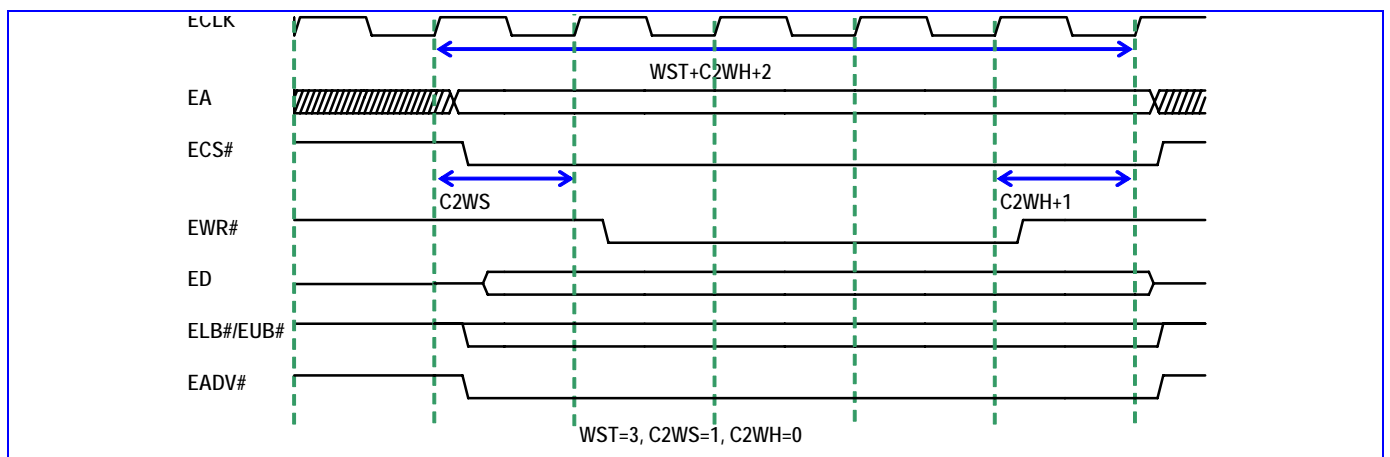 ECLK
WST+C2WH+2
EA
ECS#
C2WS
C2WH+1
EWR#
ED
ELB#/EUB#
EADV#
WST=3, C2WS=1, C2WH=0